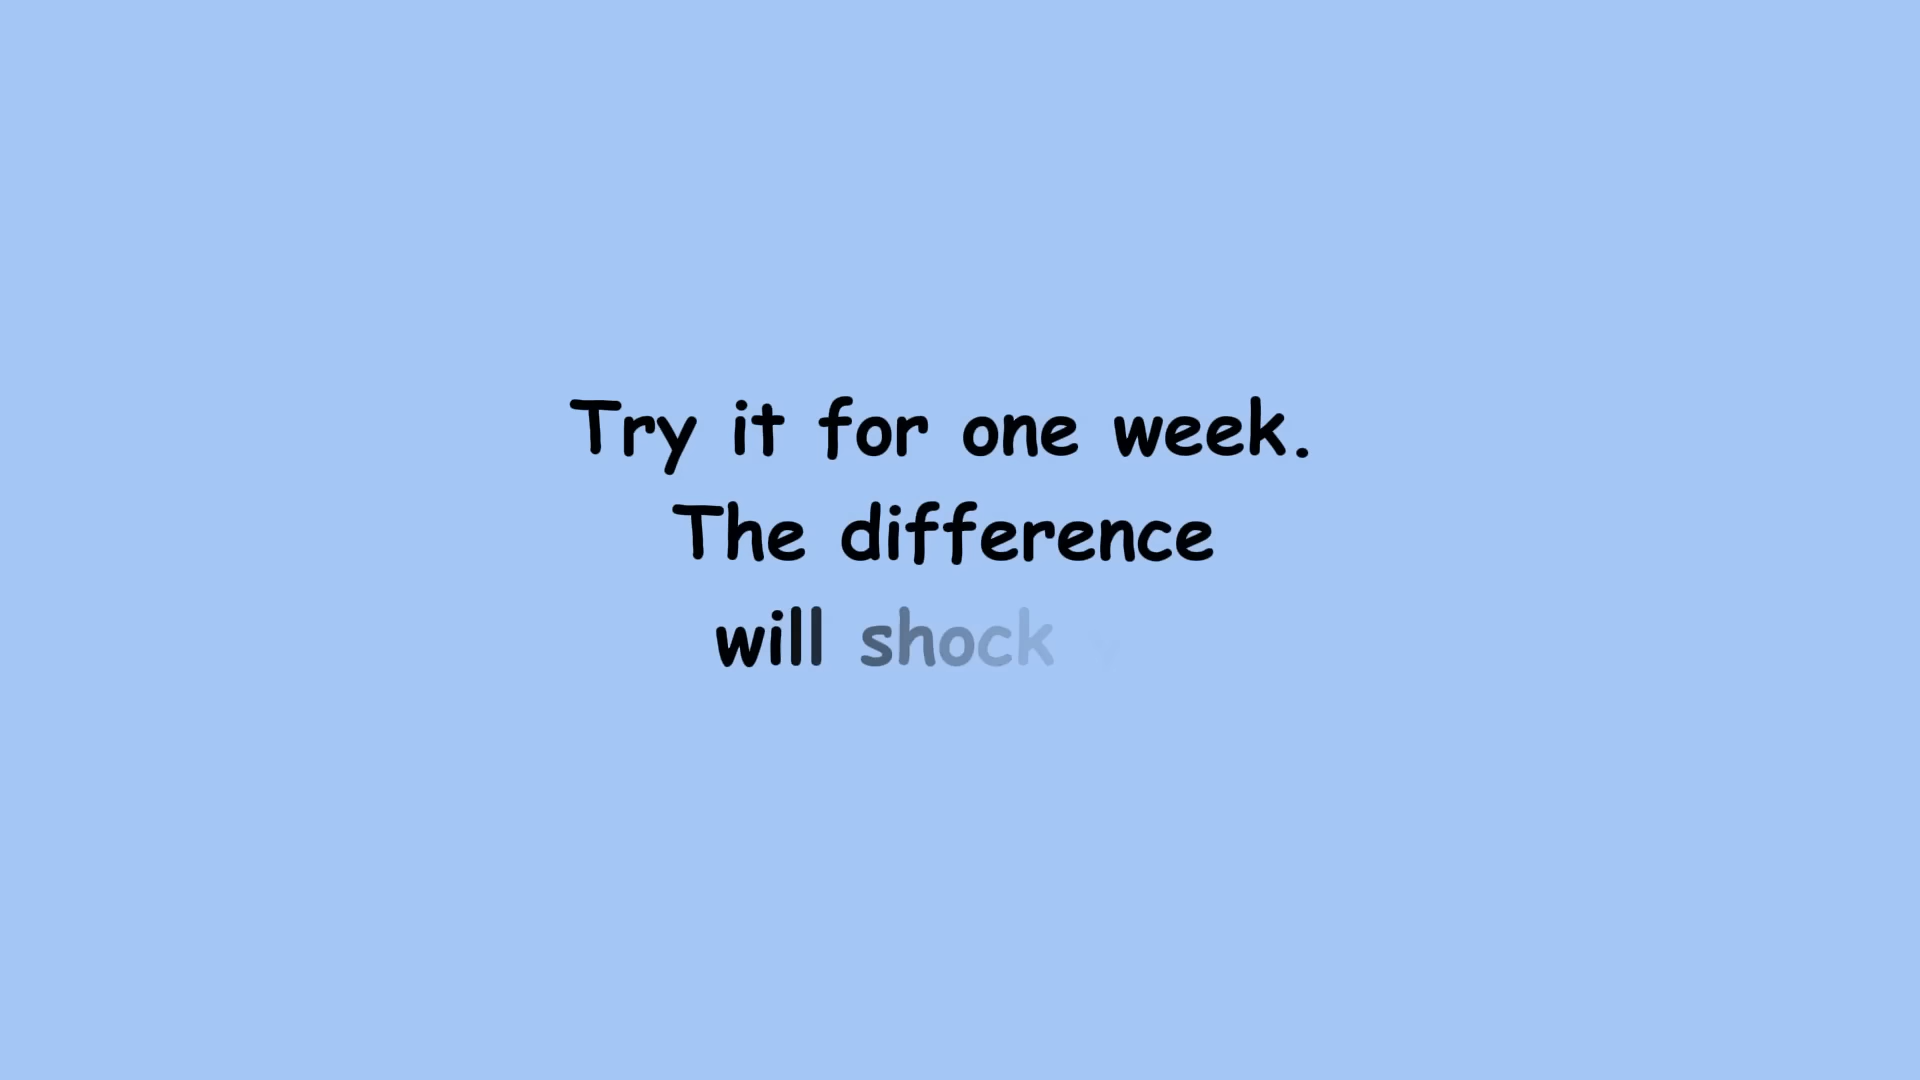 Try it for one week.
The difference
will shock